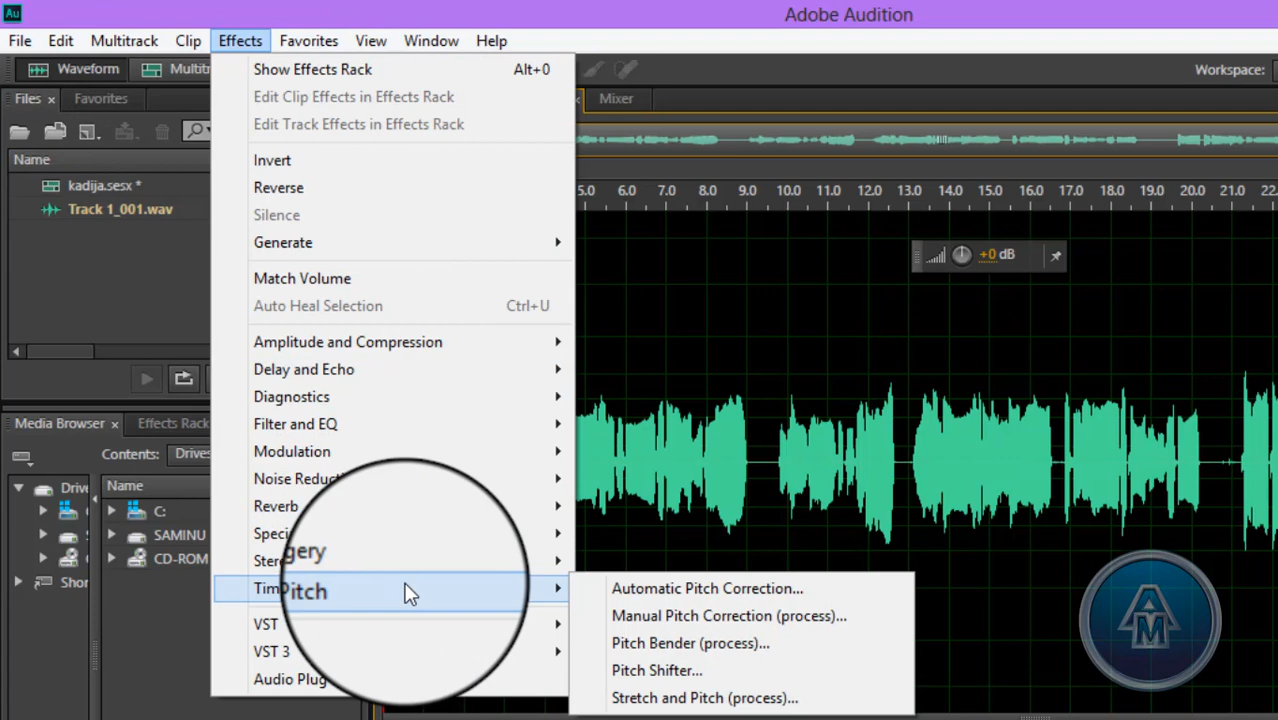 Au
Adobe Audition
File Edit Multitrack Clip Effects Favorites View Window Help
Waveform
Workspace:
Files × Favorites
× Mixer
Name
kadija.sesx *
Track 1_001.wav
Show Effects Rack Alt+0
Edit Clip Effects in Effects Rack
Edit Track Effects in Effects Rack
Invert
Reverse
Silence
Generate
Match Volume
Auto Heal Selection Ctrl+U
Amplitude and Compression
Delay and Echo
Diagnostics
Filter and EQ
Modulation
Reverb
VST
VST 3
Automatic Pitch Correction...
Manual Pitch Correction (process)...
Pitch Bender (process)...
Pitch Shifter...
Stretch and Pitch (process)...
5.0 6.0 7.0 8.0 9.0 10.0 11.0 12.0 13.0 14.0 15.0 16.0 17.0 18.0 19.0 20.0
+0 dB
Media Browser × Effects Rack
Contents:
Name
C:
SAMINU
CD-ROM
AM